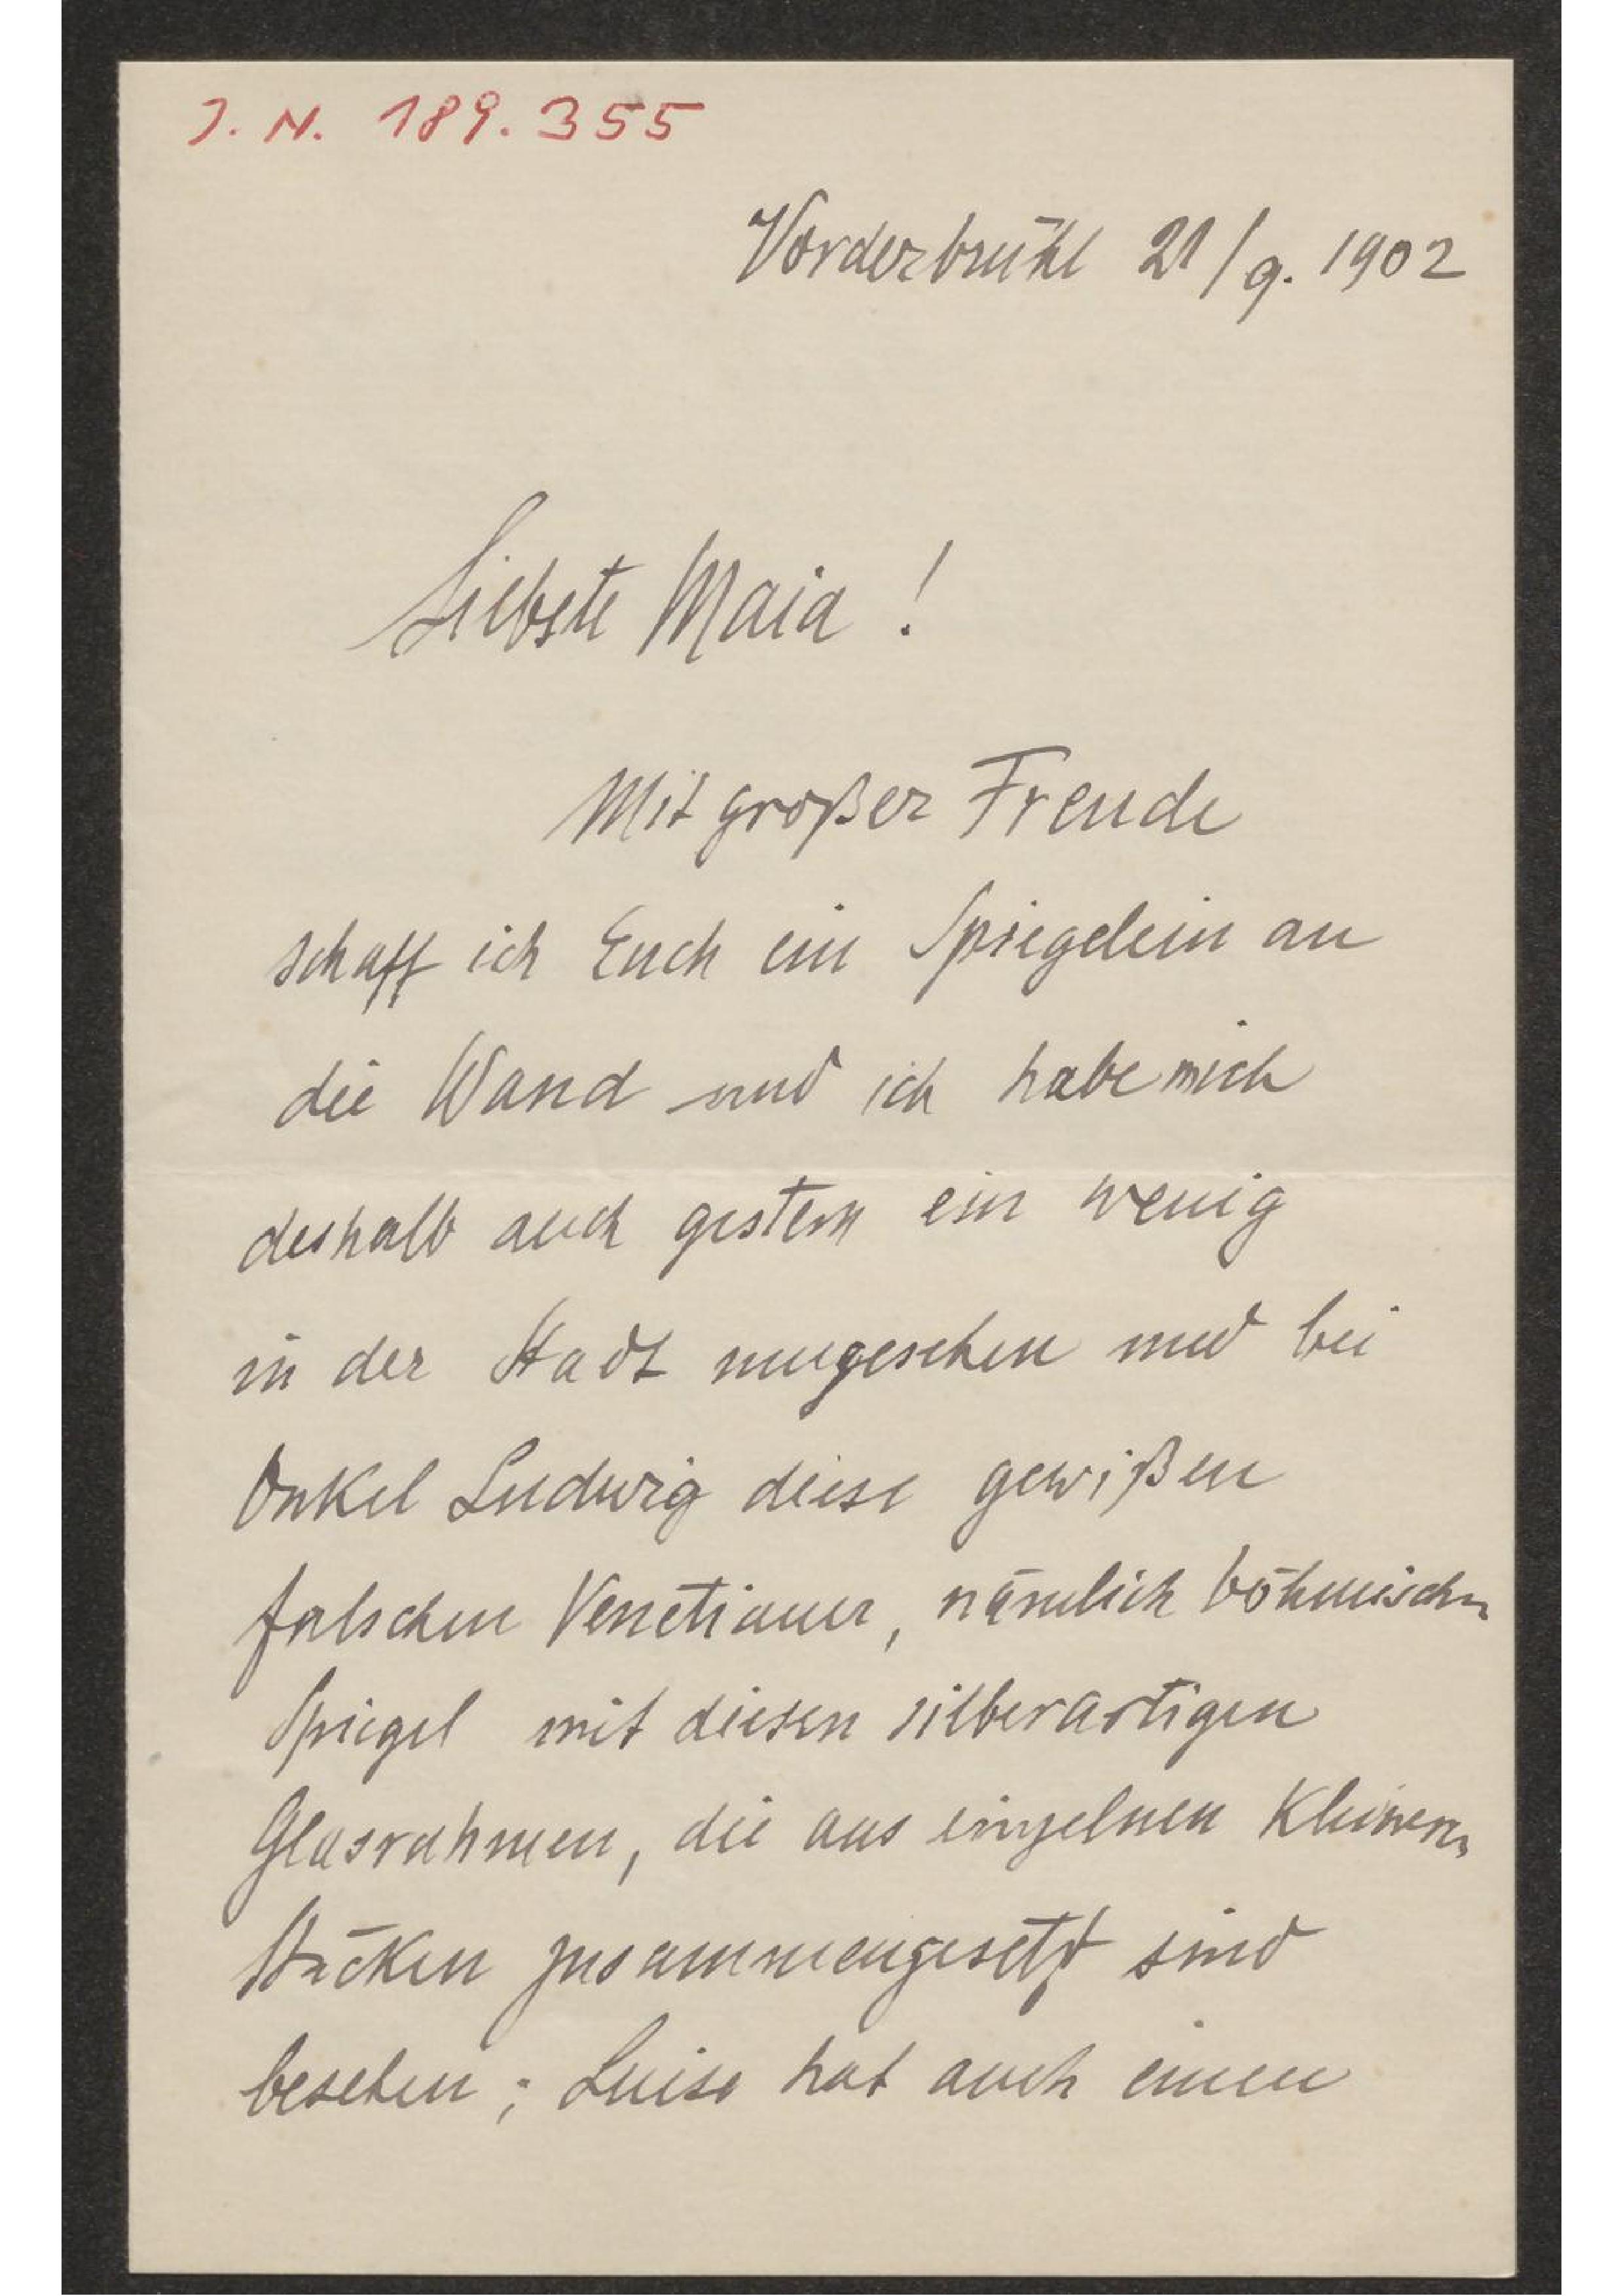 J. N. 189.355
Vorderbrühl 21/9. 1902
Liebste Maia!
Mit großer Freude
schaff ich Euch ein Spiegelein an
die Wand und ich habe mich
deshalb auch gestern ein wenig
in der Stadt umgesehen und bei
Onkel Ludwig diese gewißen
falschen Venetianer, nämlich böhmischen
Spiegel mit diesen silberartigen
Glasrahmen, die aus einzelnen kleinen
Stücken zusammengesetzt sind
besehen; Luise hat auch einen